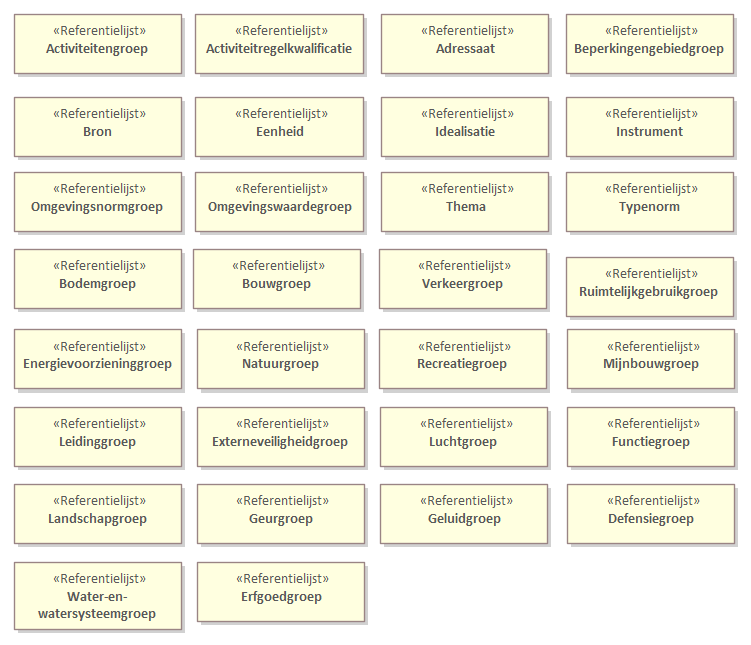 «Referentielijst»
Activiteitengroep
«Referentielijst»
Activiteitregelkwalificatie
«Referentielijst»
Adressaat
«Referentielijst»
Beperkingengebiedgroep
«Referentielijst»
Bron
«Referentielijst»
Eenheid
«Referentielijst»
Idealisatie
«Referentielijst»
Instrument
«Referentielijst»
Omgevingsnormgroep
«Referentielijst»
Omgevingswaardegroep
«Referentielijst»
Thema
«Referentielijst»
Typenorm
«Referentielijst»
Bodemgroep
«Referentielijst»
Bouwgroep
«Referentielijst»
Verkeergroep
«Referentielijst»
Ruimtelijkgebruikgroep
«Referentielijst»
Energievoorzieninggroep
«Referentielijst»
Natuurgroep
«Referentielijst»
Recreatiegroep
«Referentielijst»
Mijnbouwgroep
«Referentielijst»
Leidinggroep
«Referentielijst»
Externeveiligheidgroep
«Referentielijst»
Luchtgroep
«Referentielijst»
Functiegroep
«Referentielijst»
Landschapgroep
«Referentielijst»
Geurgroep
«Referentielijst»
Geluidgroep
«Referentielijst»
Defensiegroep
«Referentielijst»
Water-en-
watersysteemgroep
«Referentielijst»
Erfgoedgroep